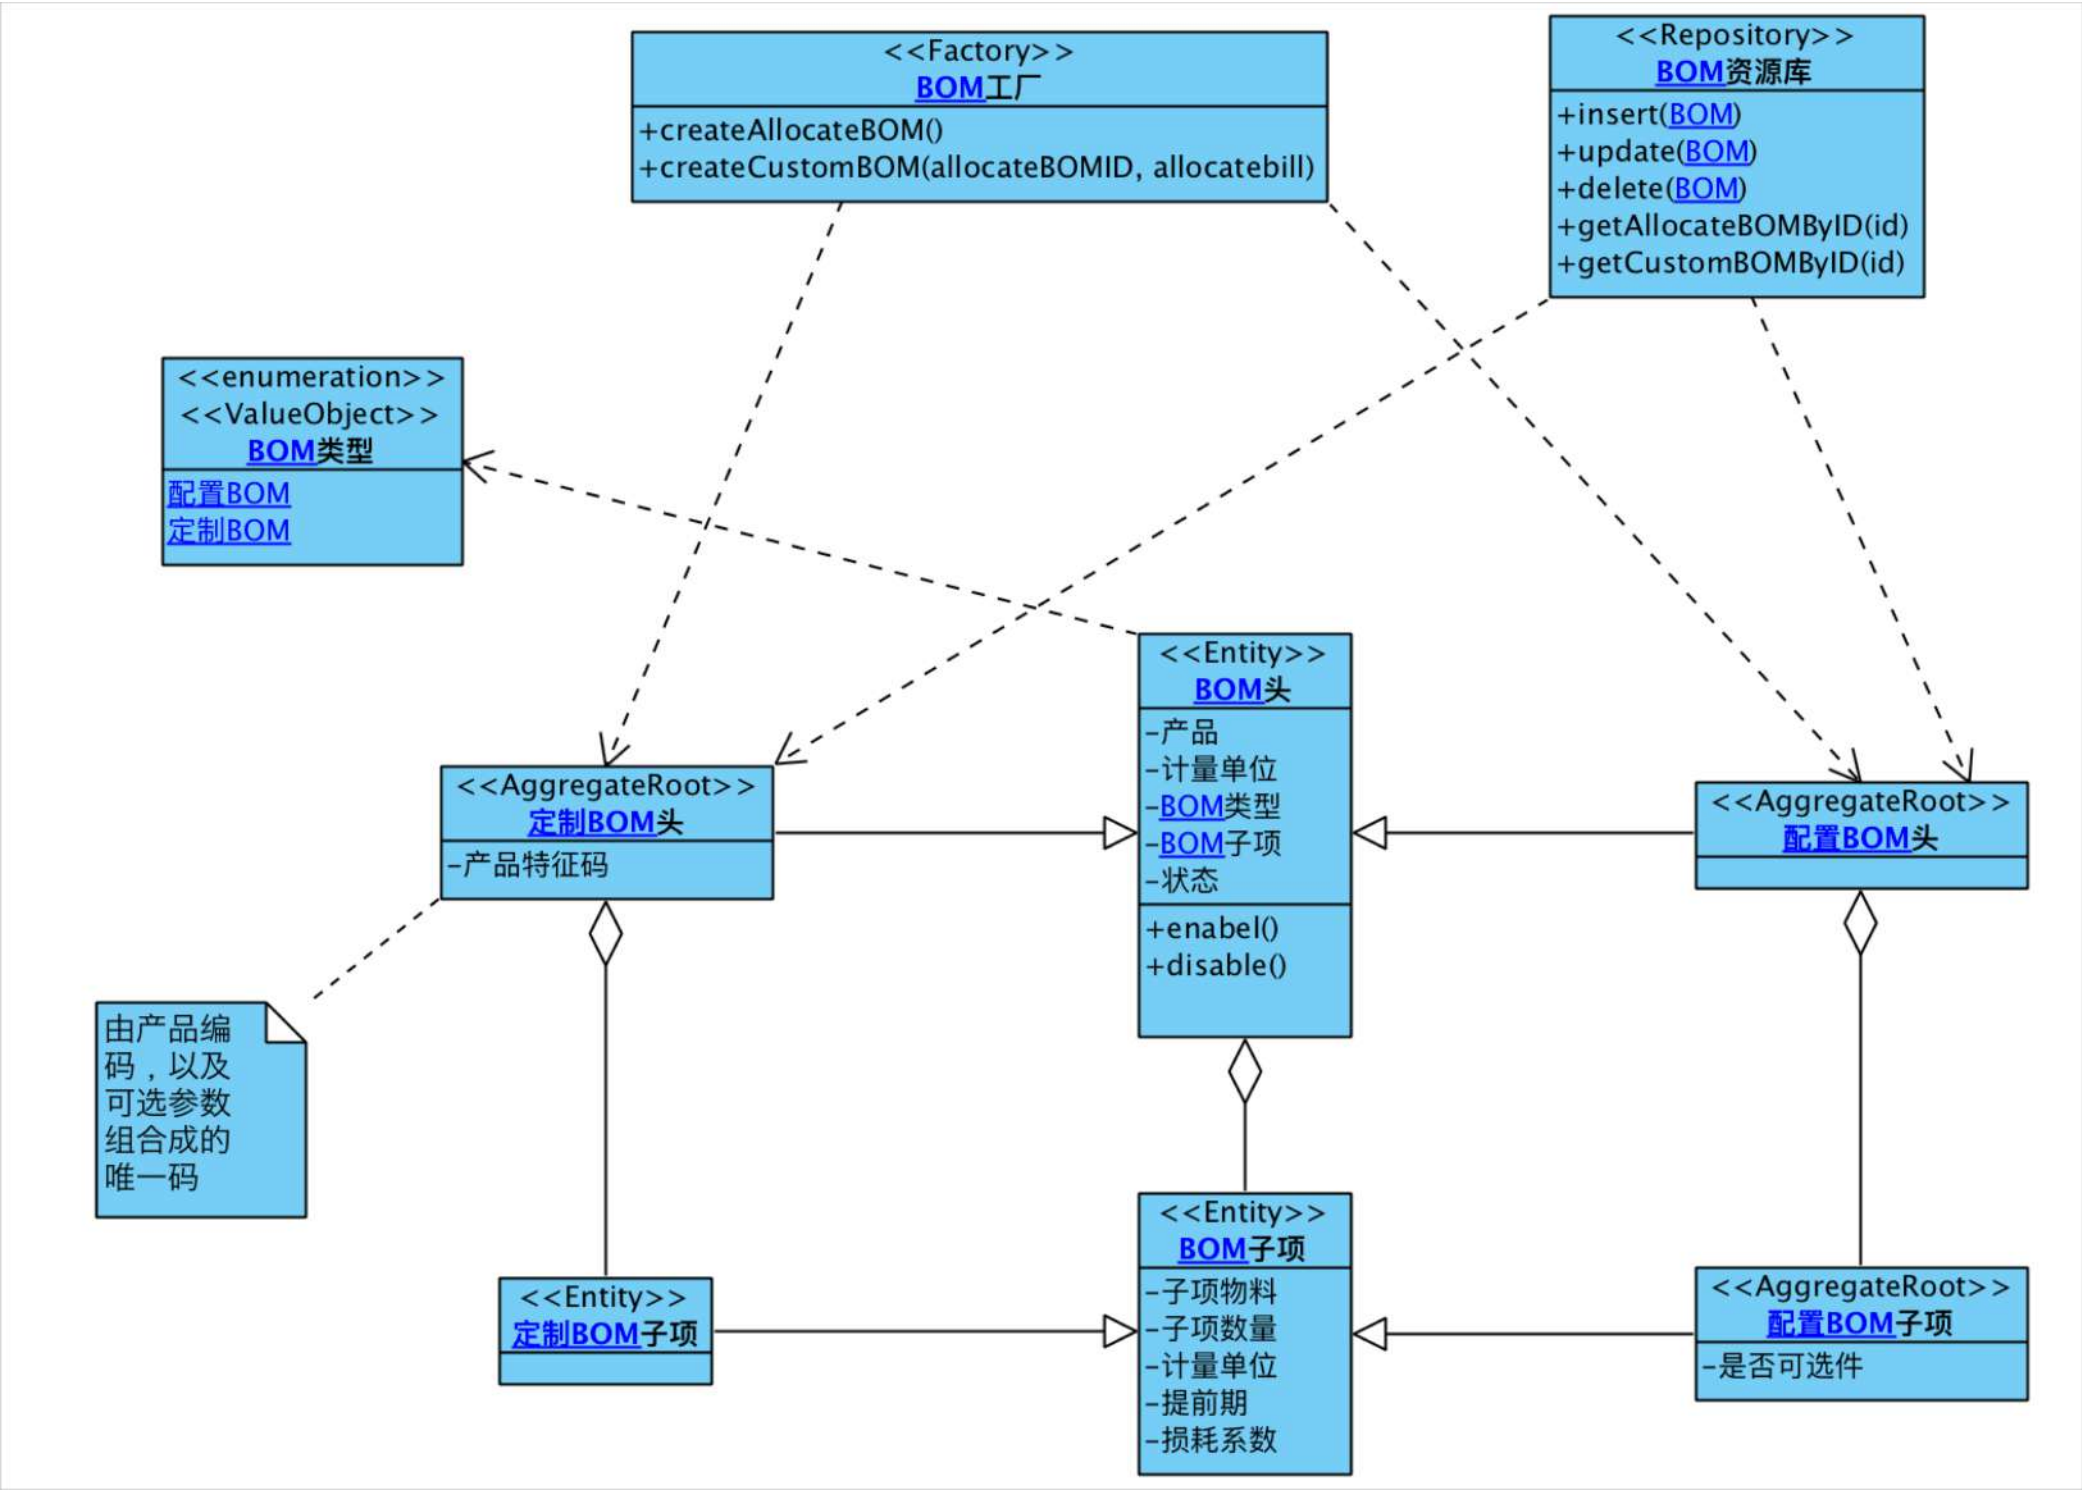 <<Factory>>
BOM工厂
+createAllocateBOM()
+createCustomBOM(allocateBOMID, allocatebill)
<<Repository>>
BOM资源库
+insert(BOM)
+update(BOM)
+delete(BOM)
+getAllocateBOMByID(id)
+getCustomBOMByID(id)
<<enumeration>>
<<ValueObject>>
BOM类型
配置BOM
定制BOM
<<Entity>>
BOM头
-产品
-计量单位
-BOM类型
-BOM子项
-状态
+enabel()
+disable()
<<AggregateRoot>>
定制BOM头
-产品特征码
<<AggregateRoot>>
配置BOM头
由产品编
码，以及
可选参数
组合成的
唯一码
<<Entity>>
定制BOM子项
<<Entity>>
BOM子项
-子项物料
-子项数量
-计量单位
-提前期
-损耗系数
<<AggregateRoot>>
配置BOM子项
-是否可选件